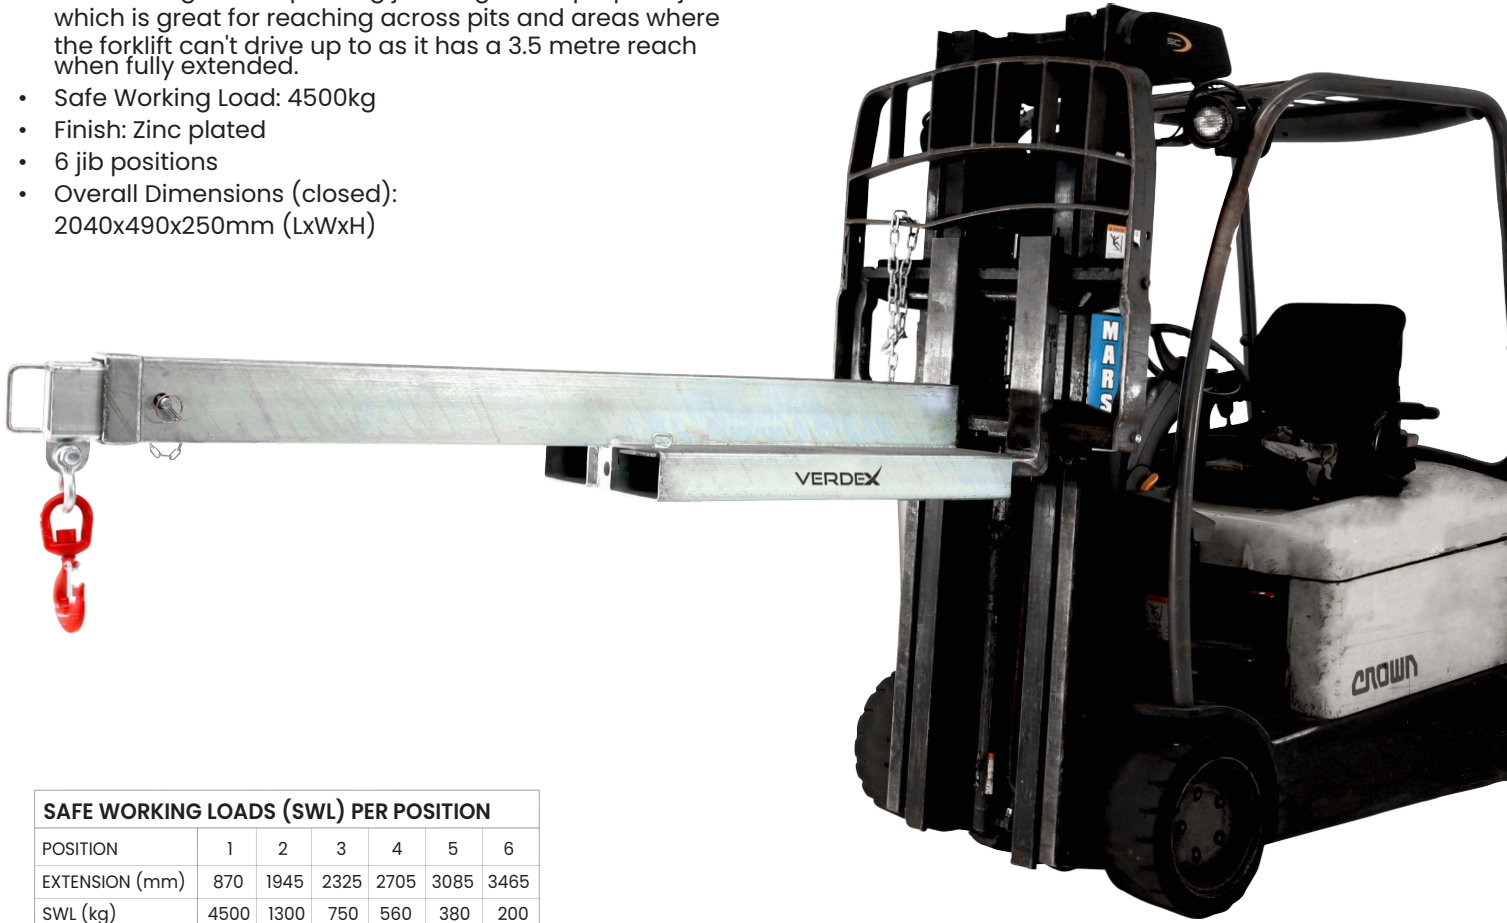 which is great for reaching across pits and areas where
the forklift can't drive up to as it has a 3.5 metre reach
when fully extended.
• Safe Working Load: 4500kg
• Finish: Zinc plated
• 6 jib positions
• Overall Dimensions (closed):
2040x490x250mm (LxWxH)
SC
MARS
VERDEX
CROWN
SAFE WORKING LOADS (SWL) PER POSITION
POSITION 1 2 3 4 5 6
EXTENSION (mm) 870 1945 2325 2705 3085 3465
SWL (kg) 4500 1300 750 560 380 200